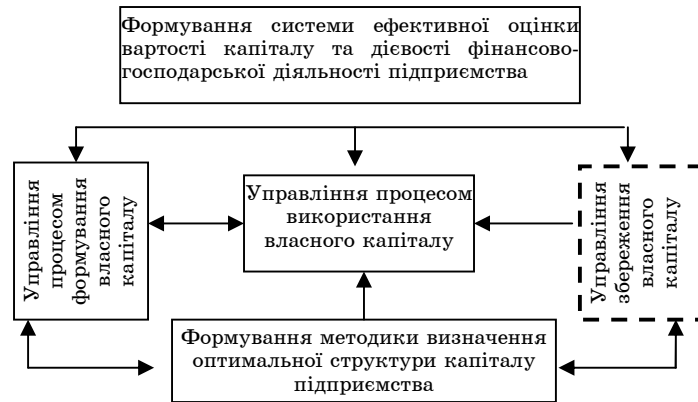 Формування системи ефективної оцінки
вартості капіталу та дієвості фінансово-
господарської діяльності підприємства
Управління
процесом
формування
власного
капіталу
Управління процесом
використання
власного капіталу
Управління
збереження
власного
капіталу
Формування методики визначення
оптимальної структури капіталу
підприємства